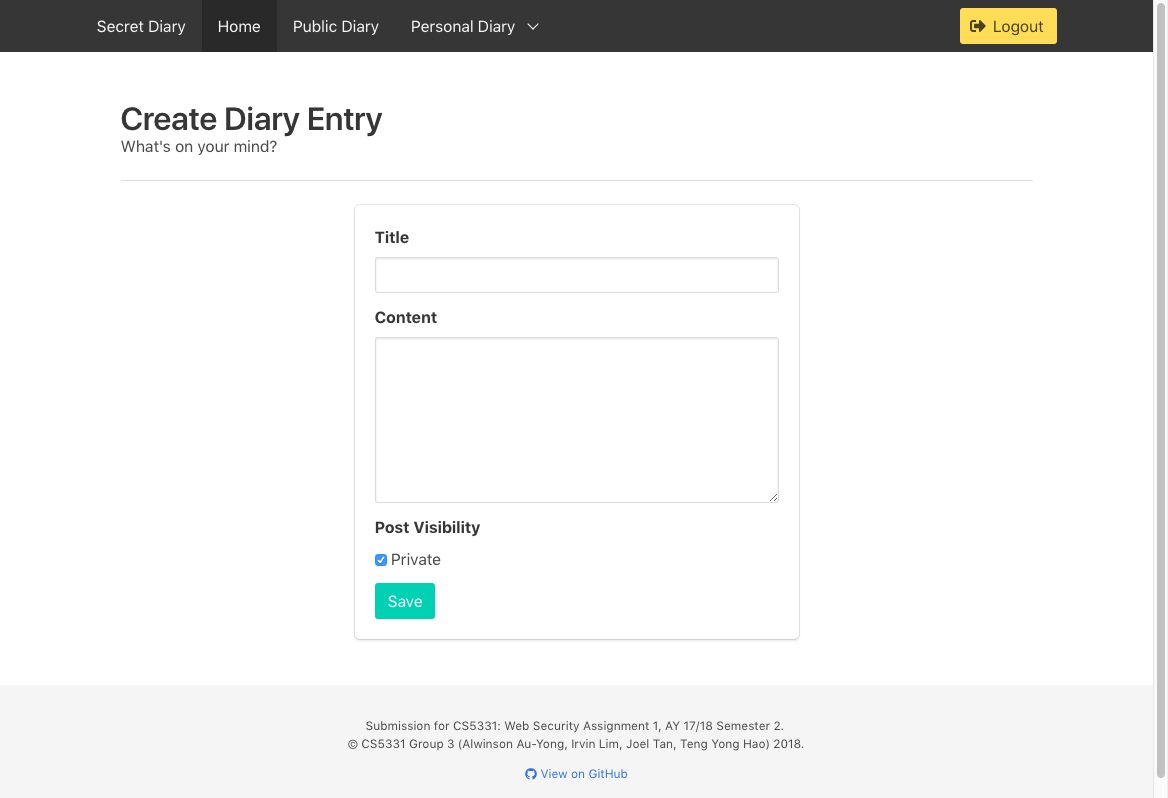 Secret Diary Home Public Diary Personal Diary Logout
Create Diary Entry
What's on your mind?
Title
Content
Post Visibility
Private
Save
Submission for CS5331: Web Security Assignment 1, AY 17/18 Semester 2.
© CS5331 Group 3 (Alwinson Au-Yong, Irvin Lim, Joel Tan, Teng Yong Hao) 2018.
View on GitHub